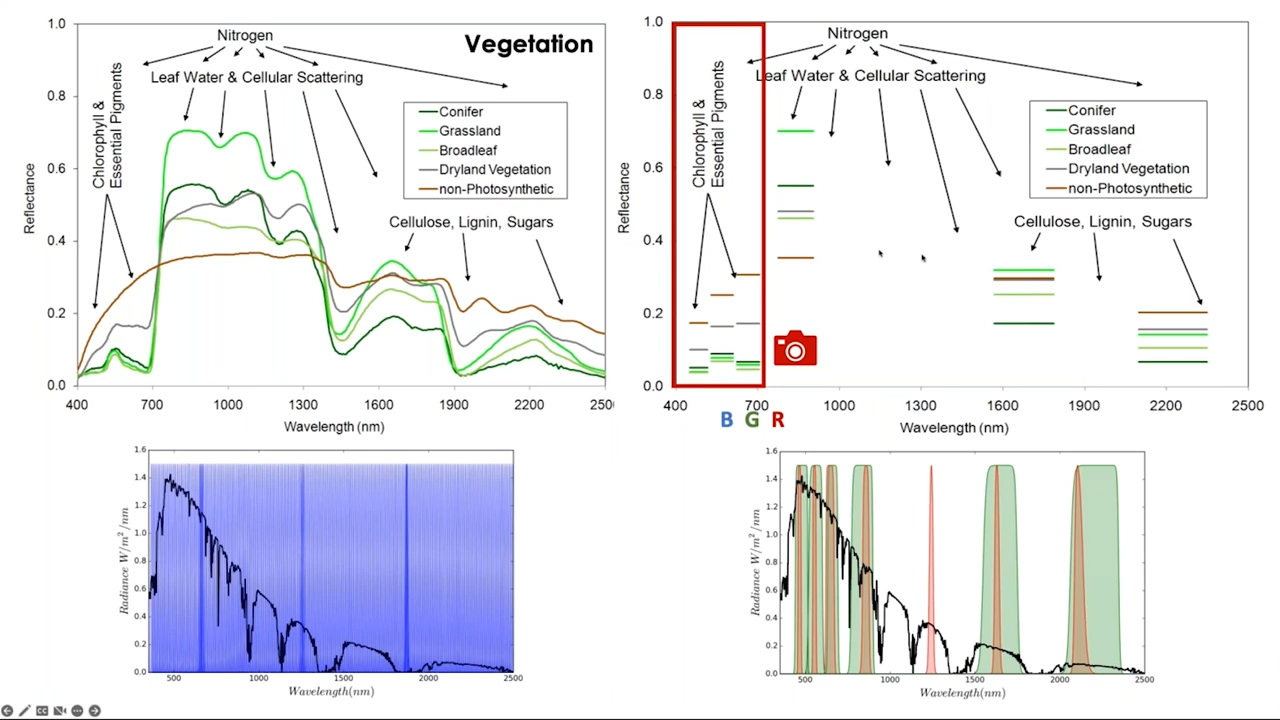 Vegetation
Nitrogen
Leaf Water & Cellular Scattering
Chlorophyll &
Essential Pigments
Conifer
Grassland
Broadleaf
Dryland Vegetation
non-Photosynthetic
Cellulose, Lignin, Sugars
Reflectance
1.0
0.8
0.6
0.4
0.2
0.0
400 700 1000 1300 1600 1900 2200 250
Wavelength (nm)
Nitrogen
Leaf Water & Cellular Scattering
Chlorophyll &
Essential Pigments
Conifer
Grassland
Broadleaf
Dryland Vegetation
non-Photosynthetic
Cellulose, Lignin, Sugars
Reflectance
1.0
0.8
0.6
0.4
0.2
0.0
400 700 1000 1300 1600 1900 2200 2500
B G R
Wavelength (nm)
Radiance W/m²/nm
1.6
1.4
1.2
1.0
0.8
0.6
0.4
0.2
0.0
500 1000 1500 2000 2500
Wavelength(nm)
Radiance W/m²/nm
1.6
1.4
1.2
1.0
0.8
0.6
0.4
0.2
0.0
500 1000 1500 2000 2500
Wavelength(nm)
CC